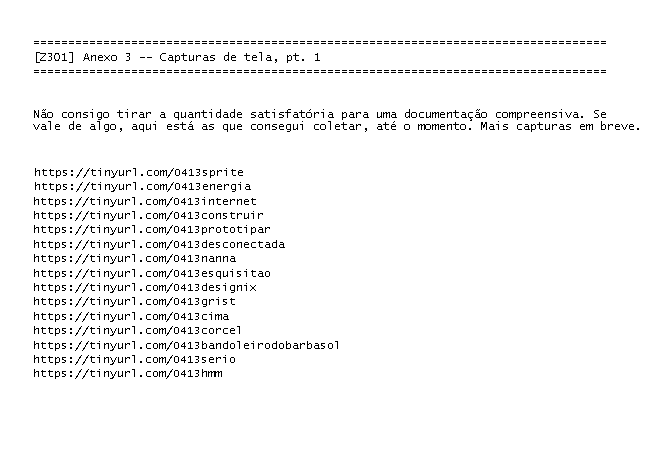 ==================================================================================
[Z301] Anexo 3 -- Capturas de tela, pt. 1
==================================================================================
Não consigo tirar a quantidade satisfatória para uma documentação compreensiva. Se
vale de algo, aqui está as que consegui coletar, até o momento. Mais capturas em breve.
https://tinyurl.com/0413sprite
https://tinyurl.com/0413energia
https://tinyurl.com/0413internet
https://tinyurl.com/0413construir
https://tinyurl.com/0413prototipar
https://tinyurl.com/0413desconectada
https://tinyurl.com/0413nanna
https://tinyurl.com/0413esquisitao
https://tinyurl.com/0413designix
https://tinyurl.com/0413grist
https://tinyurl.com/0413cima
https://tinyurl.com/0413corcel
https://tinyurl.com/0413bandoleirodobarbasol
https://tinyurl.com/0413serio
https://tinyurl.com/0413hmm